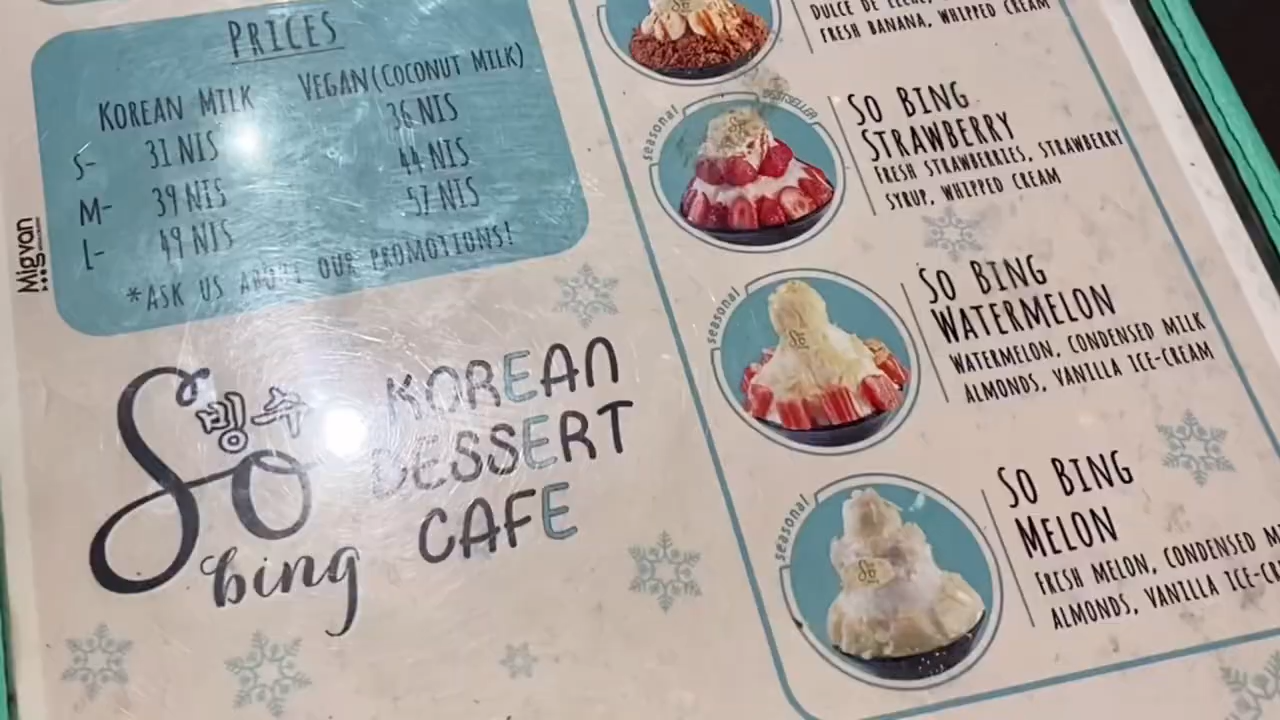 PRICES
KOREAN MILK VEGAN(COCONUT MILK)
S- 31 NIS 36 NIS
M- 39 NIS 44 NIS
L- 49 NIS 57 NIS
*ASK US ABOUT OUR PROMOTIONS!
Migvan
So
빙수
bing
KOREAN
DESSERT
CAFE
DULCE DE LECHE,
FRESH BANANA, WHIPPED CREAM
seasonal
BESTSELLER
SO BING
STRAWBERRY
FRESH STRAWBERRIES, STRAWBERRY
SYRUP, WHIPPED CREAM
seasonal
SO BING
WATERMELON
WATERMELON, CONDENSED MILK
ALMONDS, VANILLA ICE-CREAM
seasonal
SO BING
MELON
FRESH MELON, CONDENSED
ALMONDS, VANILLA